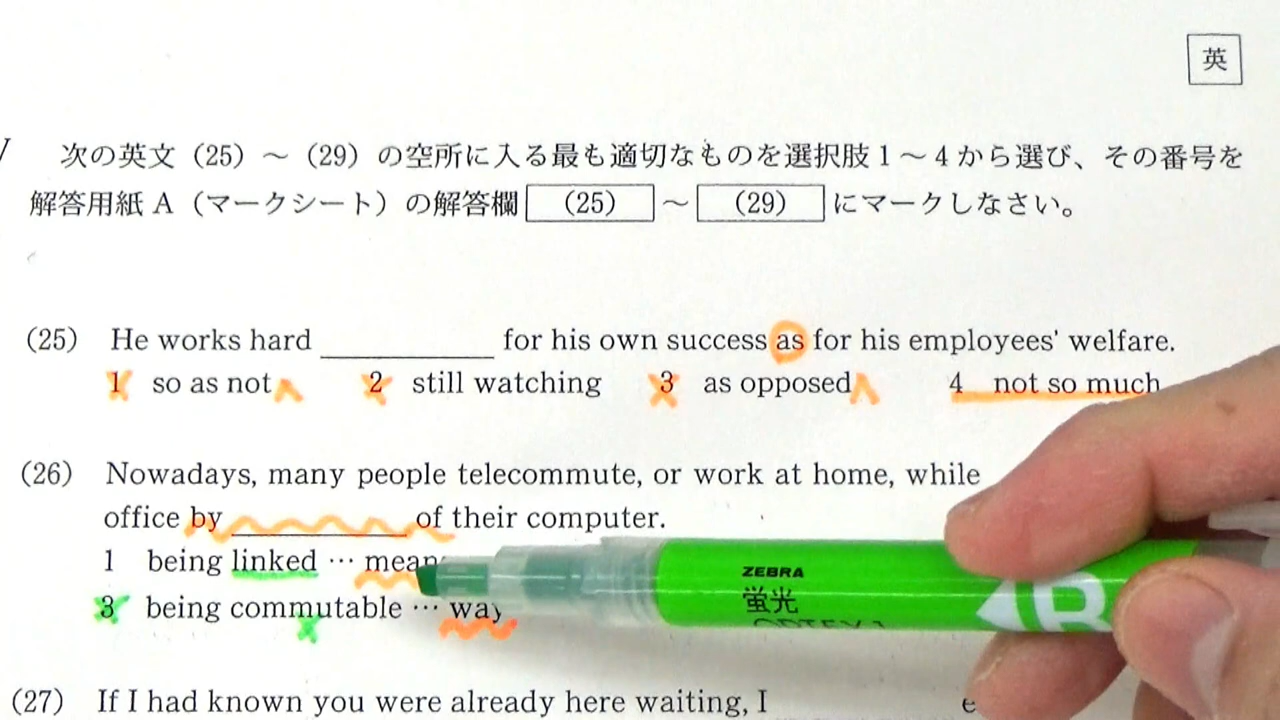 英
次の英文（25）～（29）の空所に入る最も適切なものを選択肢1～4から選び、その番号を
解答用紙A（マークシート）の解答欄 （25） ～ （29） にマークしなさい。
(25) He works hard ____________ for his own success as for his employees' welfare.
1 so as not 2 still watching 3 as opposed 4 not so much
(26) Nowadays, many people telecommute, or work at home, while
office by ____________ of their computer.
1 being linked …
3 being commutable … way
(27) If I had known you were already here waiting, I ____________
ZEBRA
蛍光